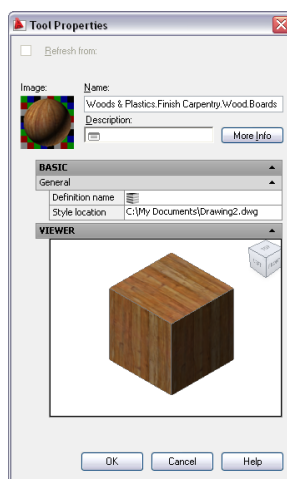 Tool Properties
Refresh from:
Image:
Name:
Woods & Plastics.Finish Carpentry.Wood.Boards
Description:
More Info
BASIC
General
Definition name
Style location C:\My Documents\Drawing2.dwg
VIEWER
OK Cancel Help